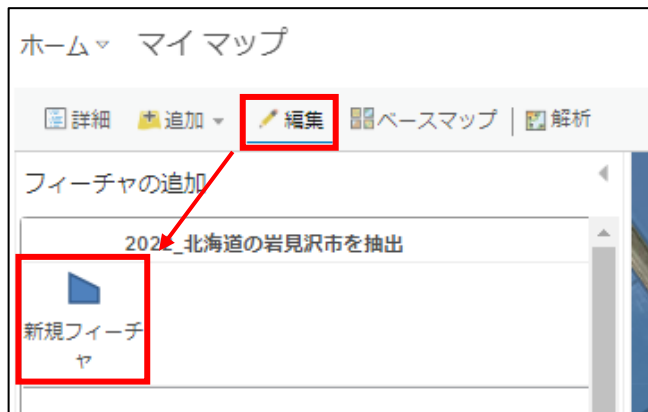 ホーム マイ マップ
詳細 追加 編集 ベースマップ 解析
フィーチャの追加
2022_北海道の岩見沢市を抽出
新規フィーチ
ャ